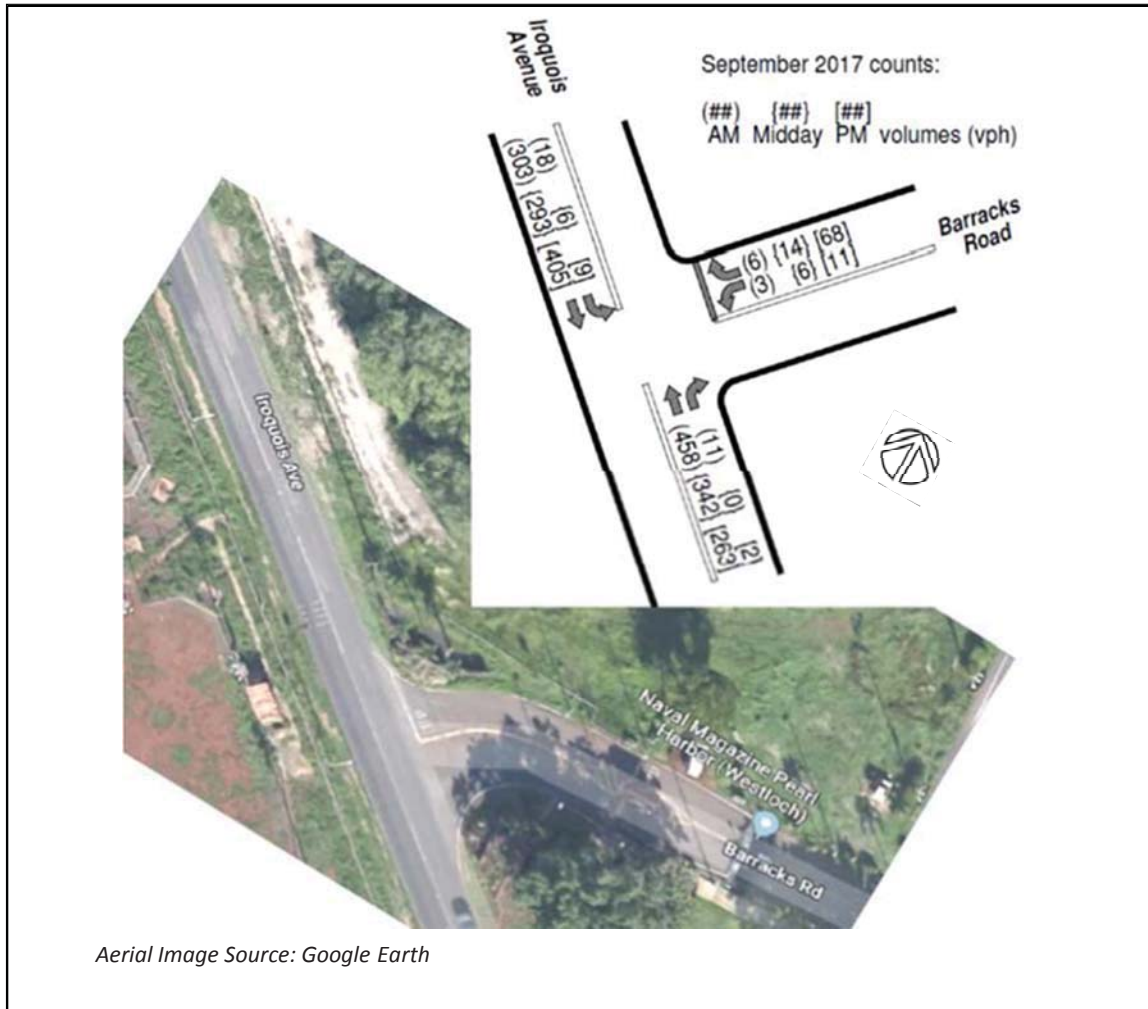 Iroquois
Avenue
September 2017 counts:
(##) {##} [##]
AM Midday PM volumes (vph)
(18) {6} [9]
(303) {293} [405]
Barracks
Road
(6) {14} [68]
(3) {6} [11]
(11) {0} [2]
(458) {342} [263]
Iroquois Ave
Naval Magazine Pearl
Harbor (Westloch)
Barracks Rd
Aerial Image Source: Google Earth